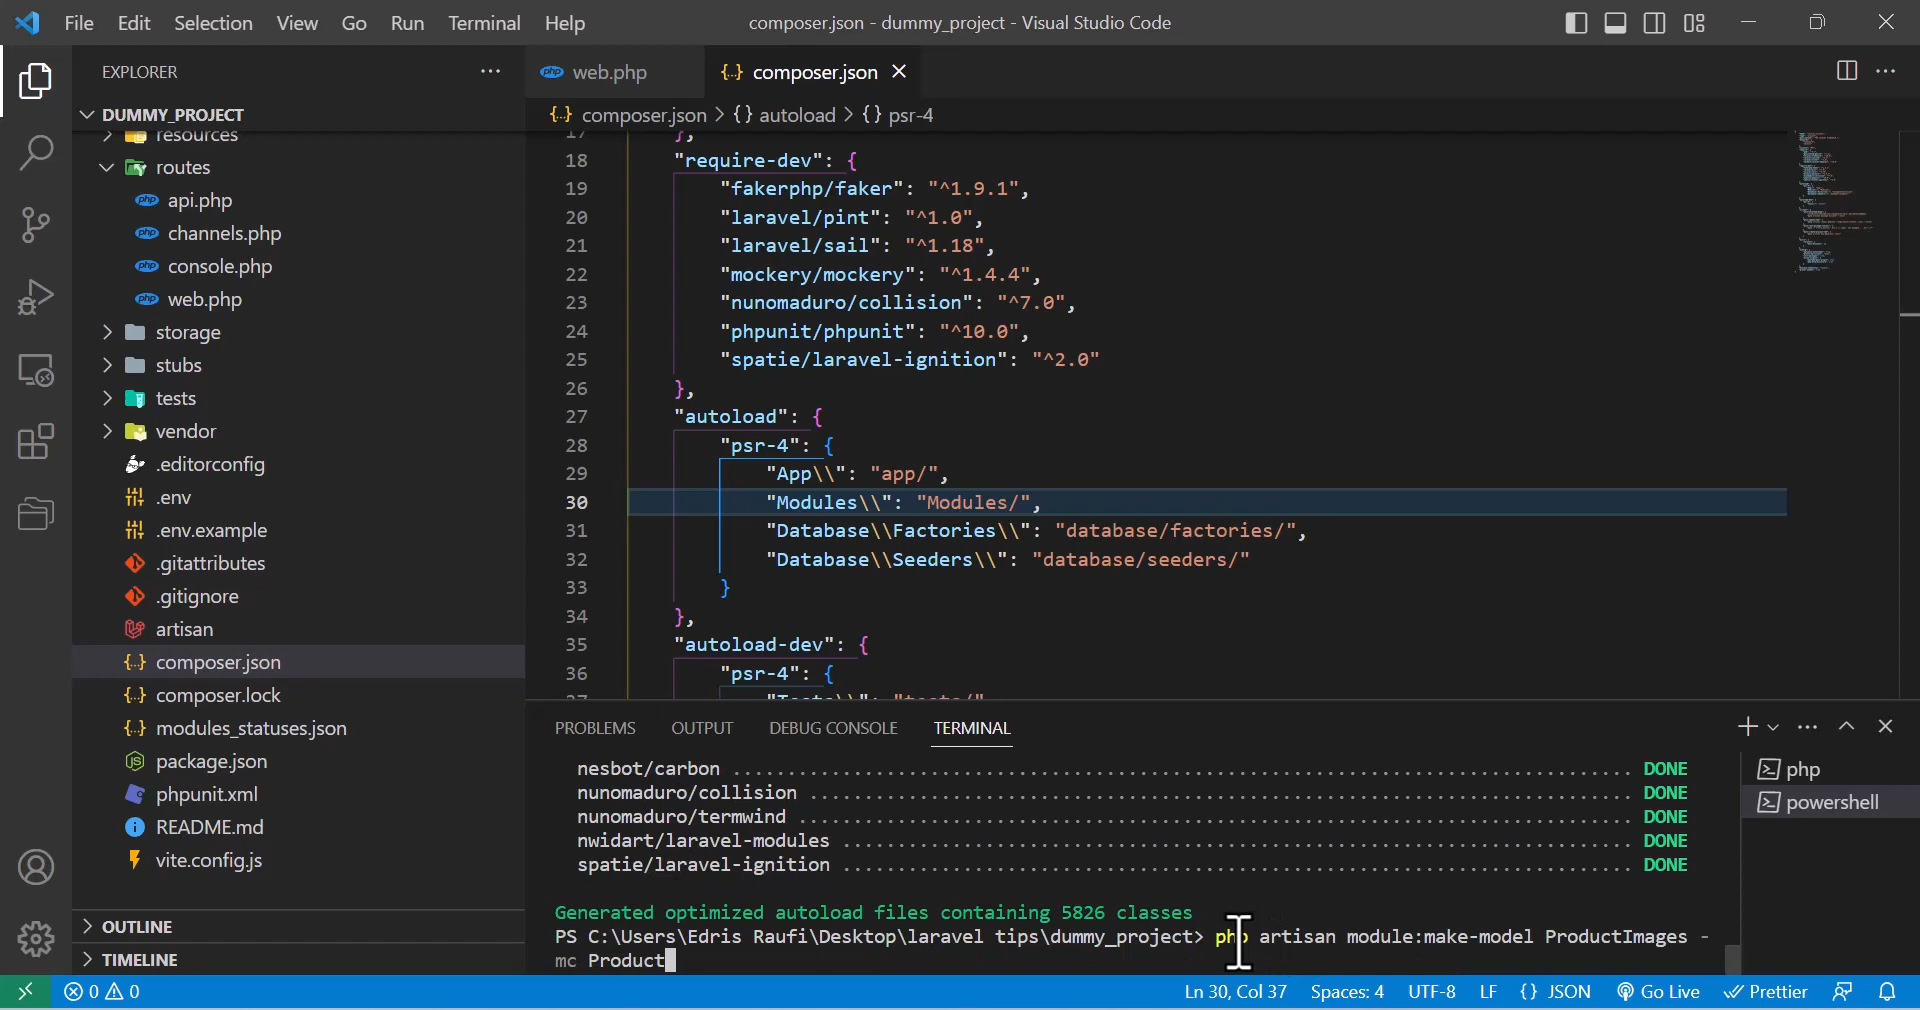 File Edit Selection View Go Run Terminal Help
composer.json - dummy_project - Visual Studio Code
EXPLORER
DUMMY_PROJECT
resources
routes
api.php
channels.php
console.php
web.php
storage
stubs
tests
vendor
.editorconfig
.env
.env.example
.gitattributes
.gitignore
artisan
composer.json
composer.lock
modules_statuses.json
package.json
phpunit.xml
README.md
vite.config.js
OUTLINE
TIMELINE
web.php
composer.json
composer.json > {} autoload > {} psr-4
17 },
18 "require-dev": {
19 "fakerphp/faker": "^1.9.1",
20 "laravel/pint": "^1.0",
21 "laravel/sail": "^1.18",
22 "mockery/mockery": "^1.4.4",
23 "nunomaduro/collision": "^7.0",
24 "phpunit/phpunit": "^10.0",
25 "spatie/laravel-ignition": "^2.0"
26 },
27 "autoload": {
28 "psr-4": {
29 "App\\": "app/",
30 "Modules\\": "Modules/",
31 "Database\\Factories\\": "database/factories/",
32 "Database\\Seeders\\": "database/seeders/"
33 }
34 },
35 "autoload-dev": {
36 "psr-4": {
37 "Tests\\": "tests/"
PROBLEMS OUTPUT DEBUG CONSOLE TERMINAL
nesbot/carbon ........ DONE
nunomaduro/collision ........ DONE
nunomaduro/termwind ........ DONE
nwidart/laravel-modules ........ DONE
spatie/laravel-ignition ........ DONE
Generated optimized autoload files containing 5826 classes
PS C:\Users\Edris Raufi\Desktop\laravel tips\dummy_project> php artisan module:make-model ProductImages -
mc Product
php
powershell
0 0
Ln 30, Col 37 Spaces: 4 UTF-8 LF {} JSON Go Live Prettier